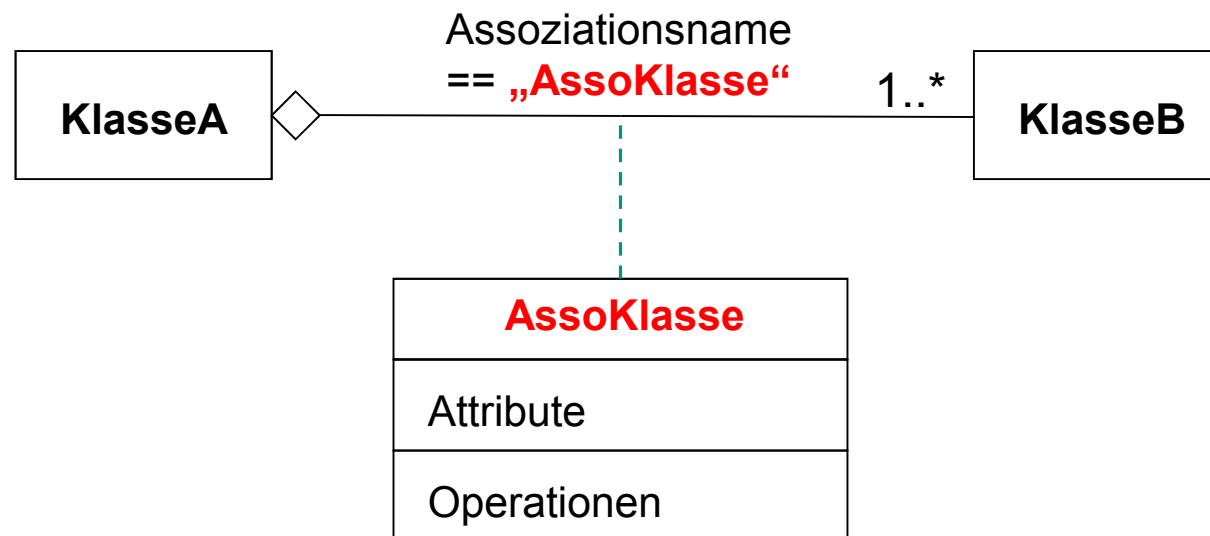 Assoziationsname
== „AssoKlasse“
1..*
KlasseA
KlasseB
AssoKlasse
Attribute
Operationen